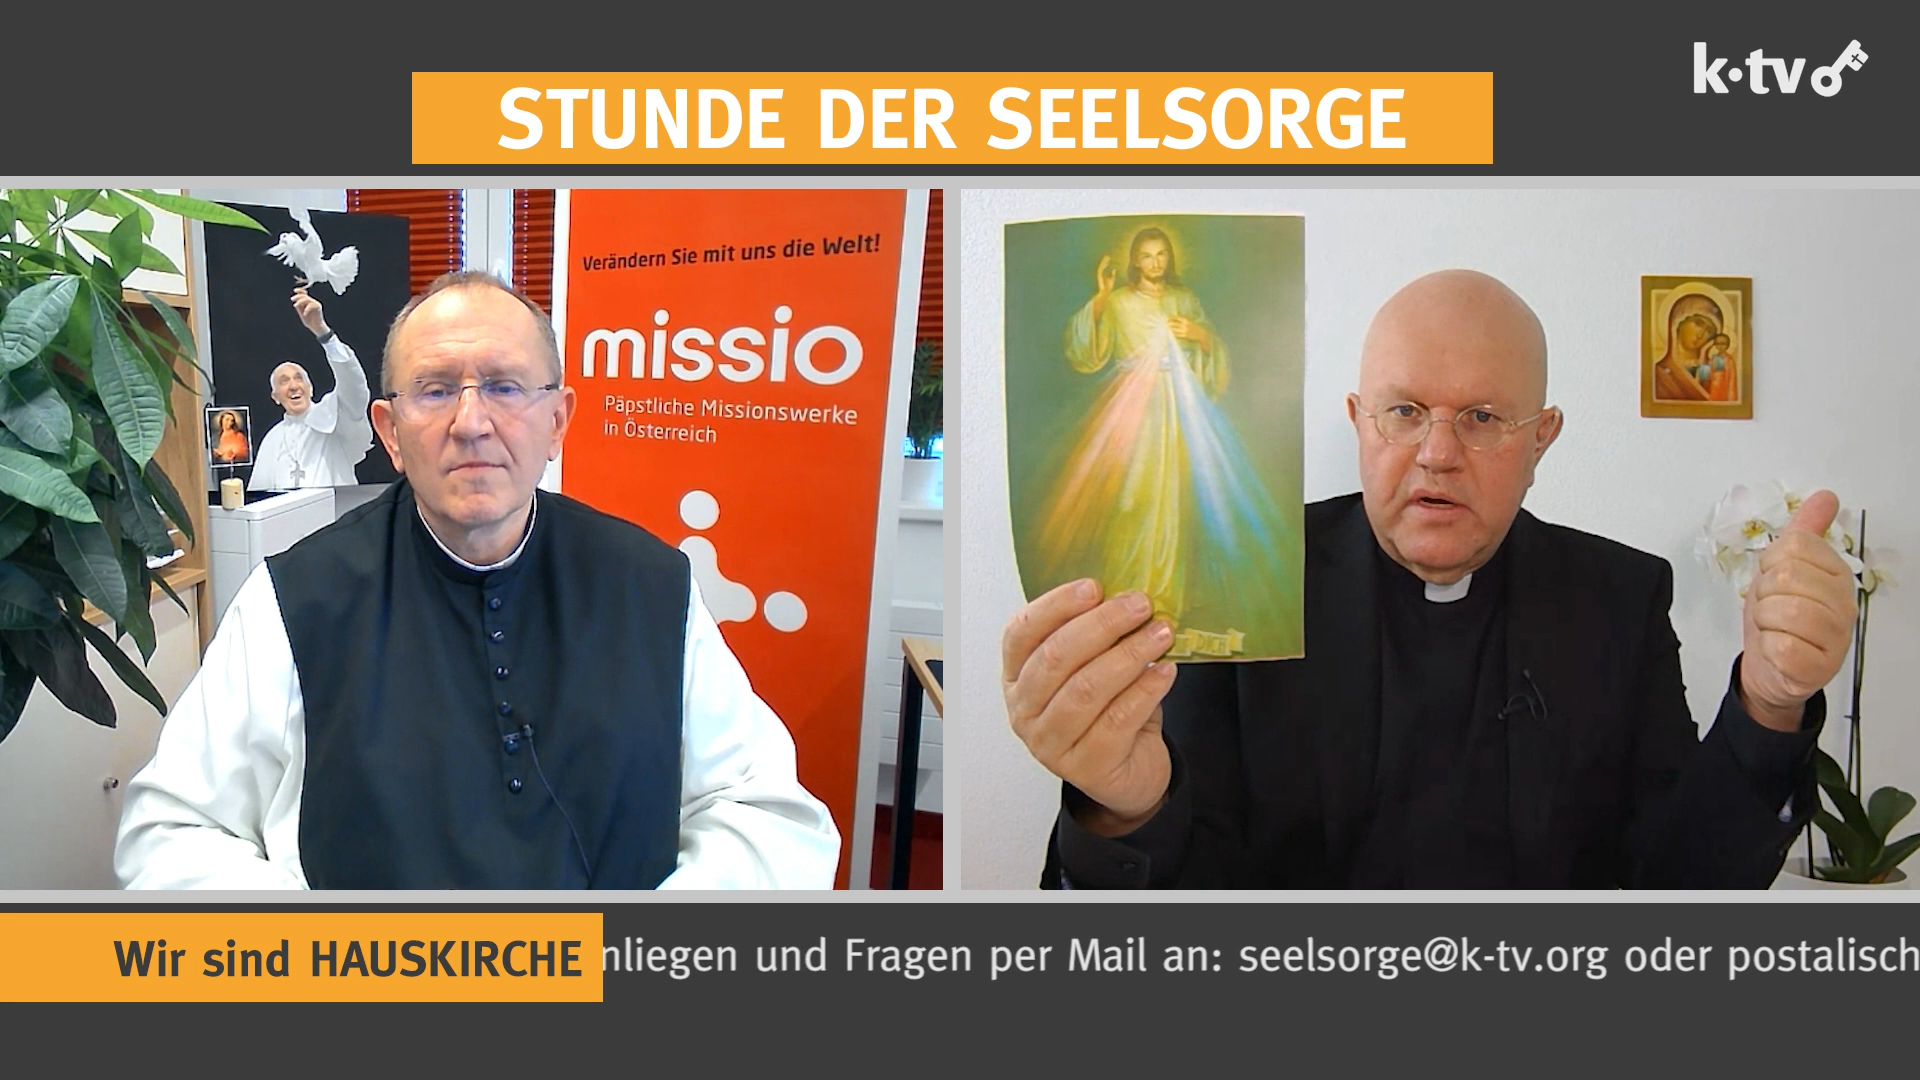 k·tv
STUNDE DER SEELSORGE
Verändern Sie mit uns die Welt!
missio
Päpstliche Missionswerke
in Österreich
DICH
Wir sind HAUSKIRCHE
nliegen und Fragen per Mail an: seelsorge@k-tv.org oder postalisch